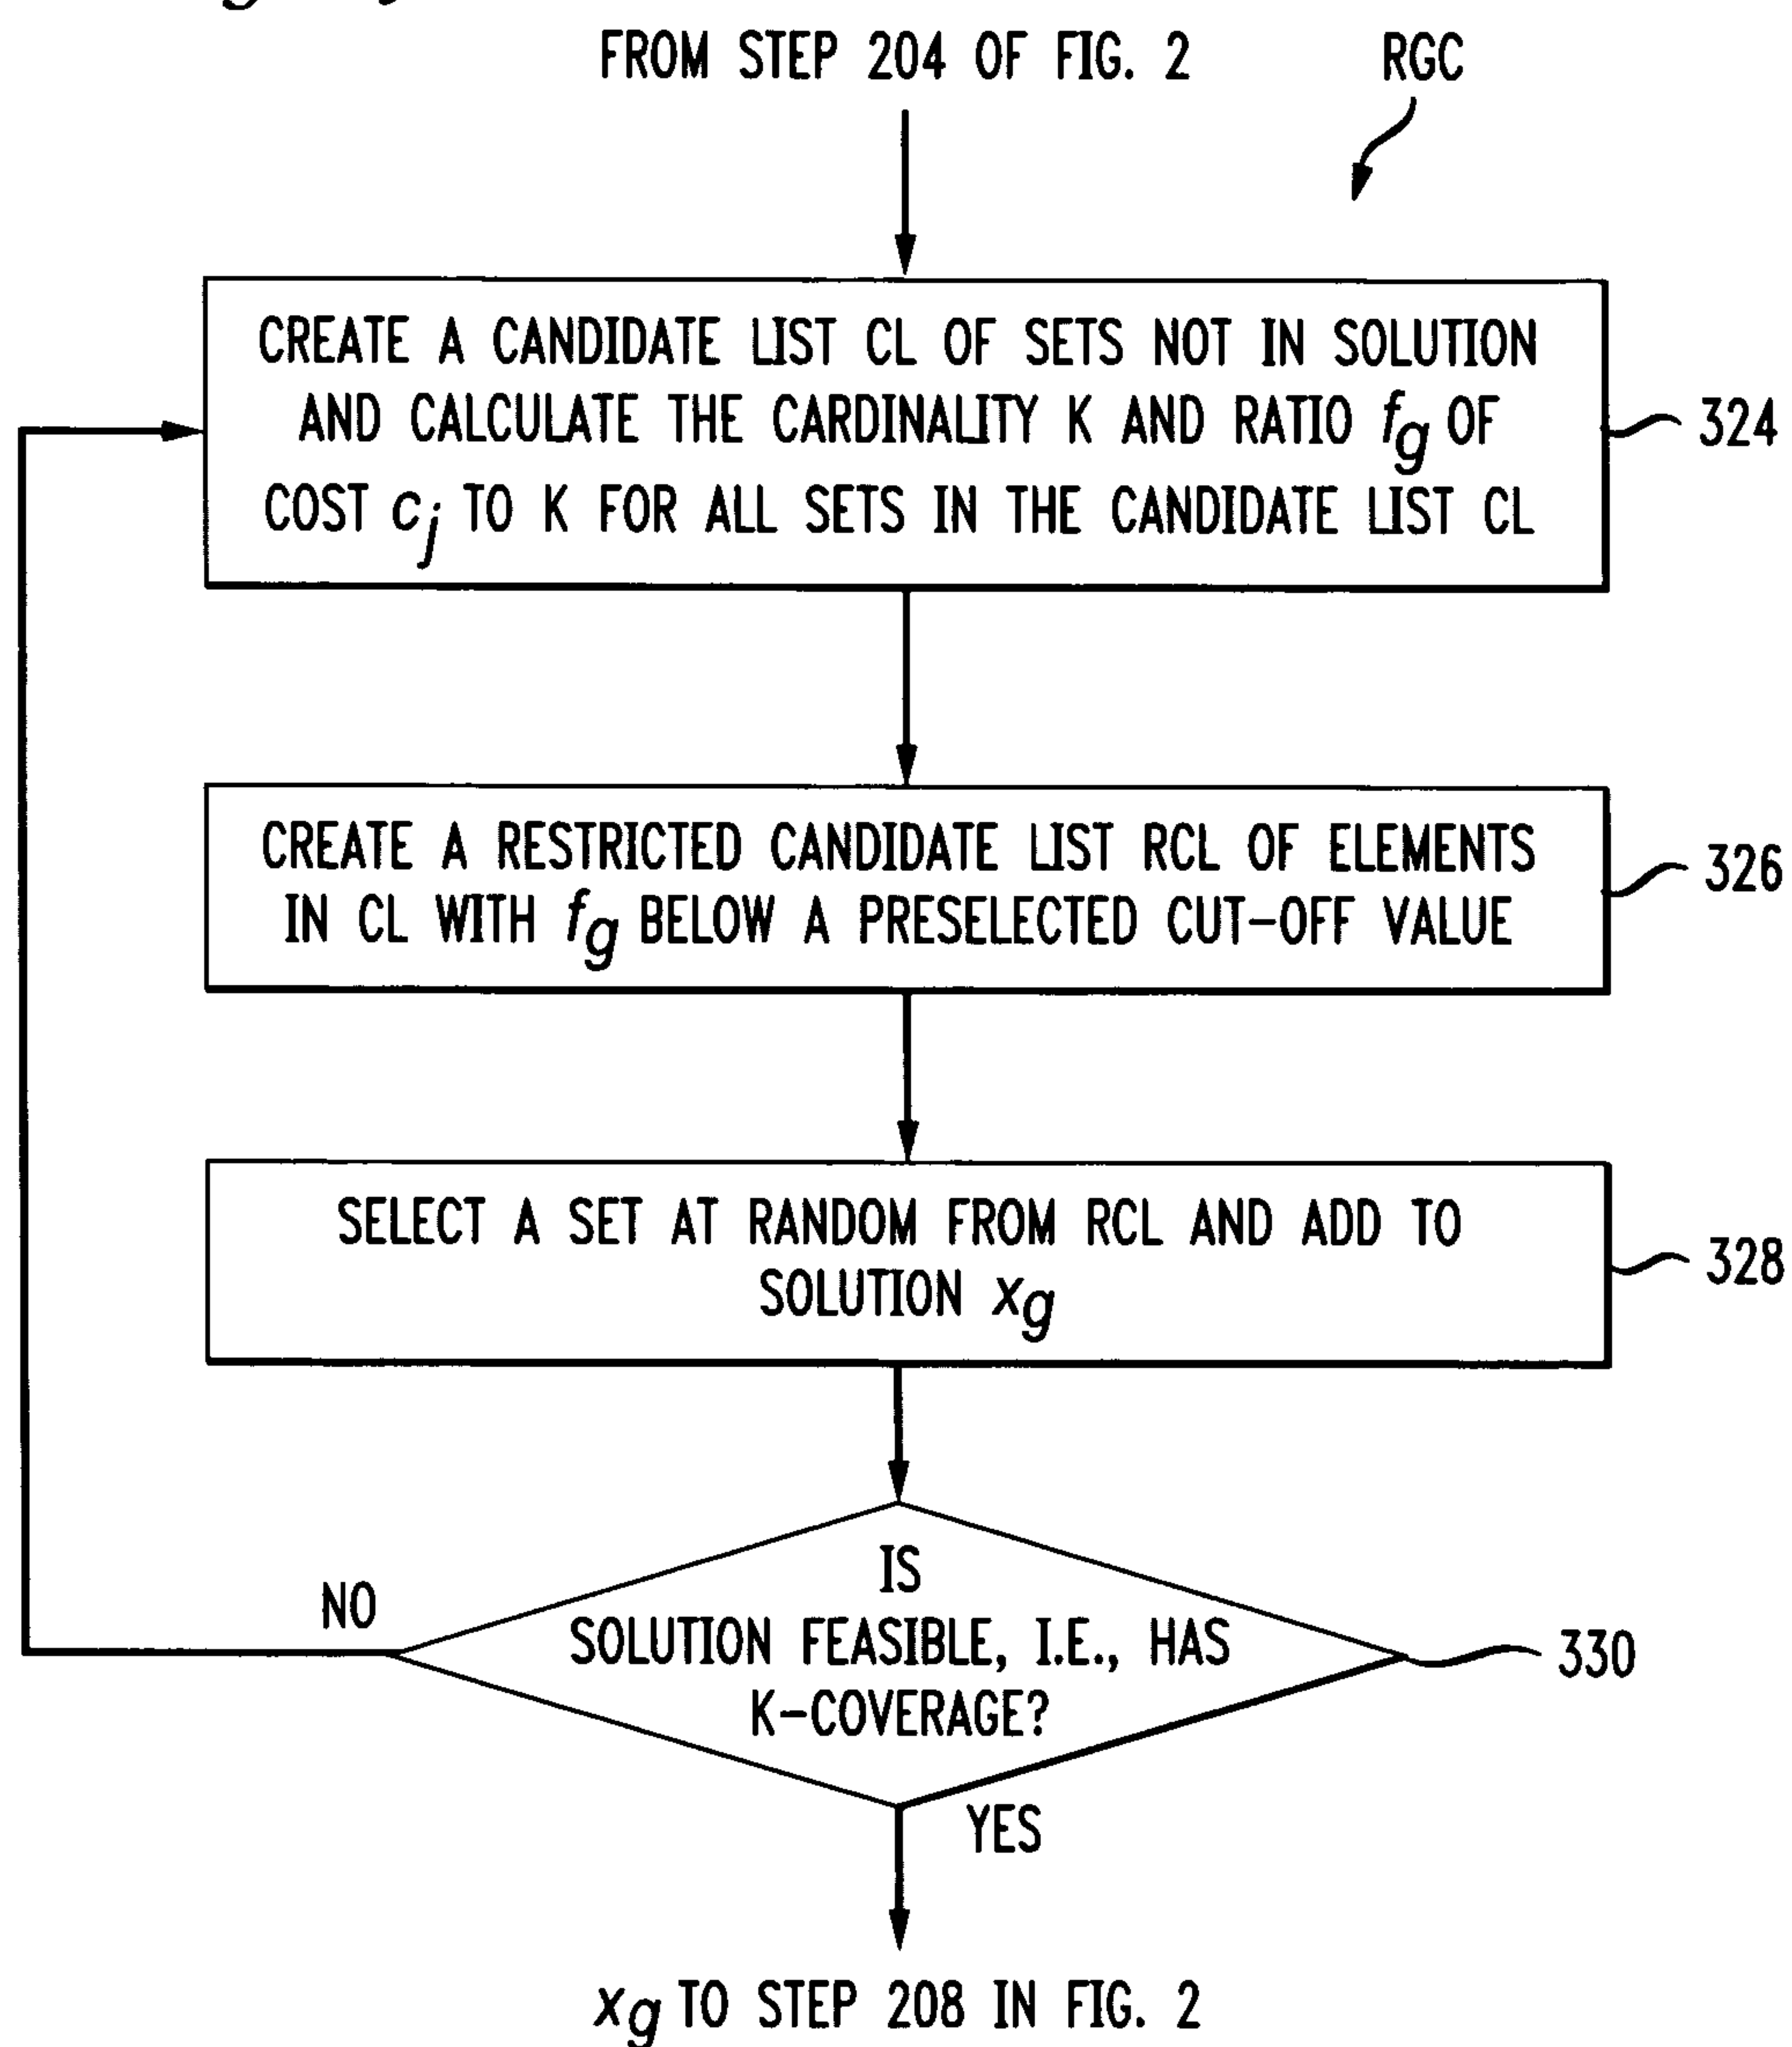 FROM STEP 204 OF FIG. 2
RGC
CREATE A CANDIDATE LIST CL OF SETS NOT IN SOLUTION
AND CALCULATE THE CARDINALITY K AND RATIO fg OF
COST cj TO K FOR ALL SETS IN THE CANDIDATE LIST CL
324
CREATE A RESTRICTED CANDIDATE LIST RCL OF ELEMENTS
IN CL WITH fg BELOW A PRESELECTED CUT-OFF VALUE
326
SELECT A SET AT RANDOM FROM RCL AND ADD TO
SOLUTION xg
328
IS
SOLUTION FEASIBLE, I.E., HAS
K-COVERAGE?
330
NO
YES
xg TO STEP 208 IN FIG. 2